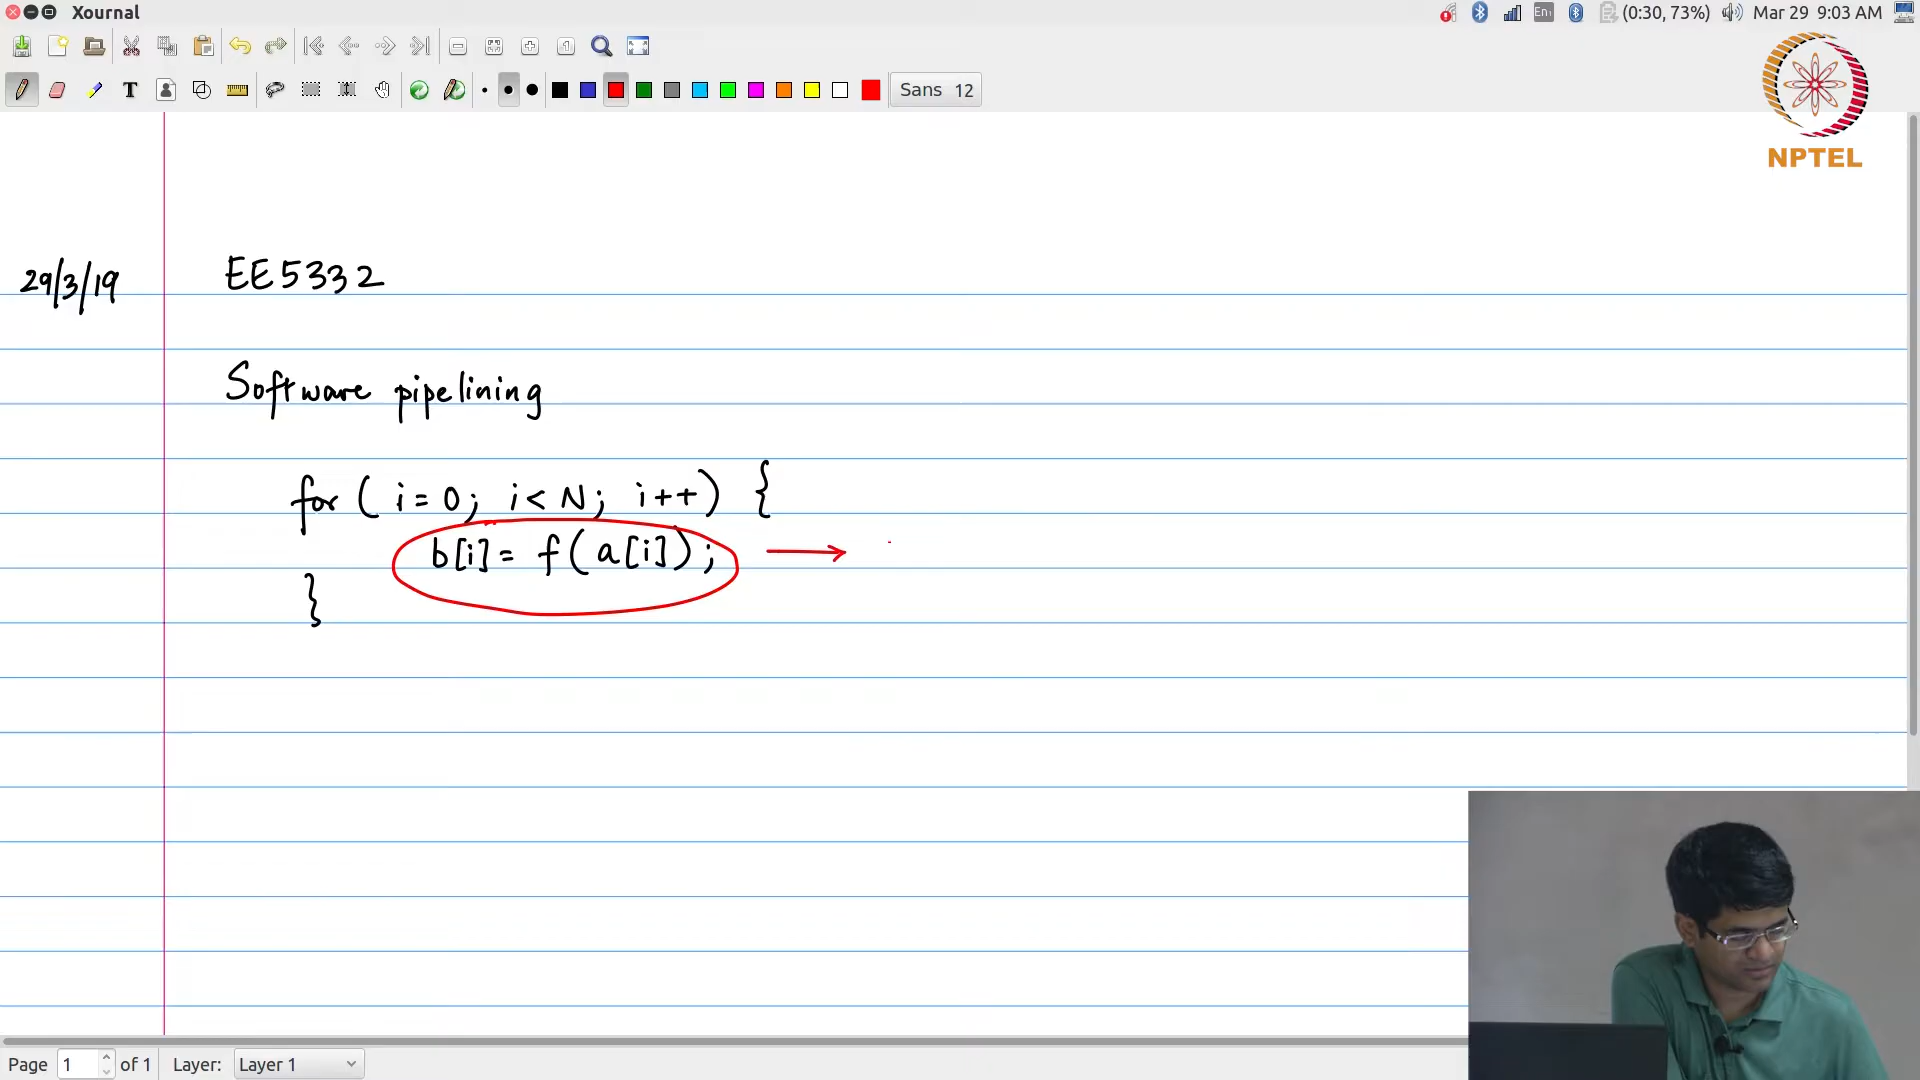 Xournal
En1 (0:30, 73%) Mar 29 9:03 AM
T Sans 12
NPTEL
29/3/19 EE5332
Software pipelining
for ( i = 0; i < N; i++) {
b[i] = f( a[i]);
}
Page 1 of 1 Layer: Layer 1